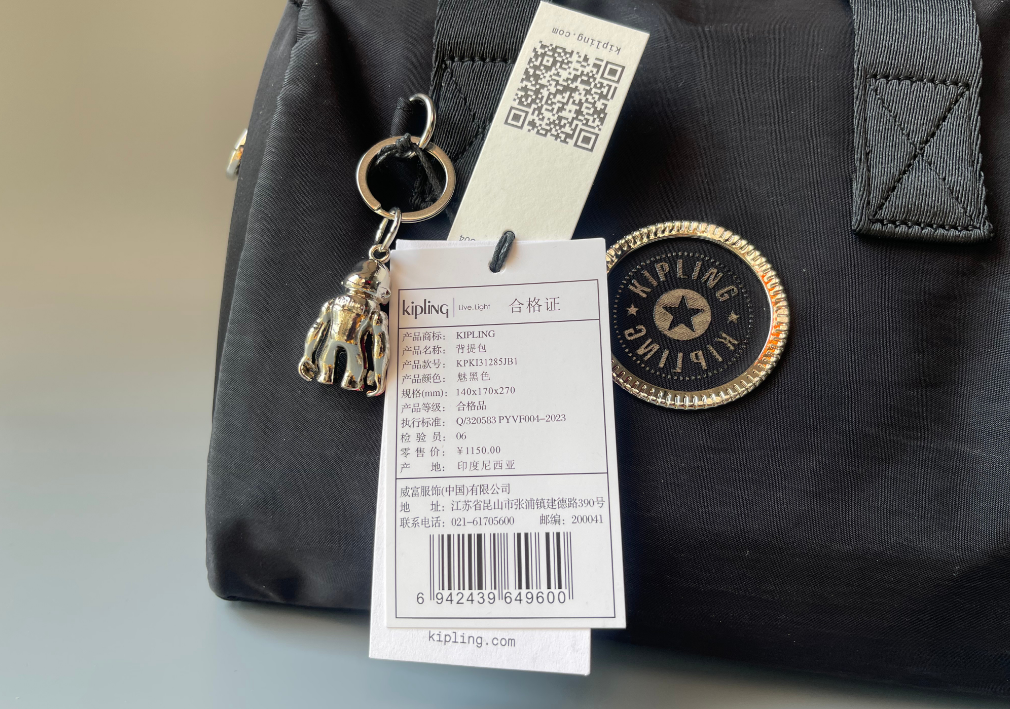 kipling.com
kipling Live.Light 合格证
产品商标： KIPLING
产品名称： 背提包
产品款号： KPKI31285JB1
产品颜色： 魅黑色
规格(mm)： 140x170x270
产品等级： 合格品
执行标准： Q/320583 PYVF004-2023
检 验 员： 06
零 售 价： ¥1150.00
产 地： 印度尼西亚
威富服饰(中国)有限公司
地 址：江苏省昆山市张浦镇建德路390号
联系电话：021-61705600 邮编：200041
6 942439 649600
kipling.com
KIPLING
KIPLING